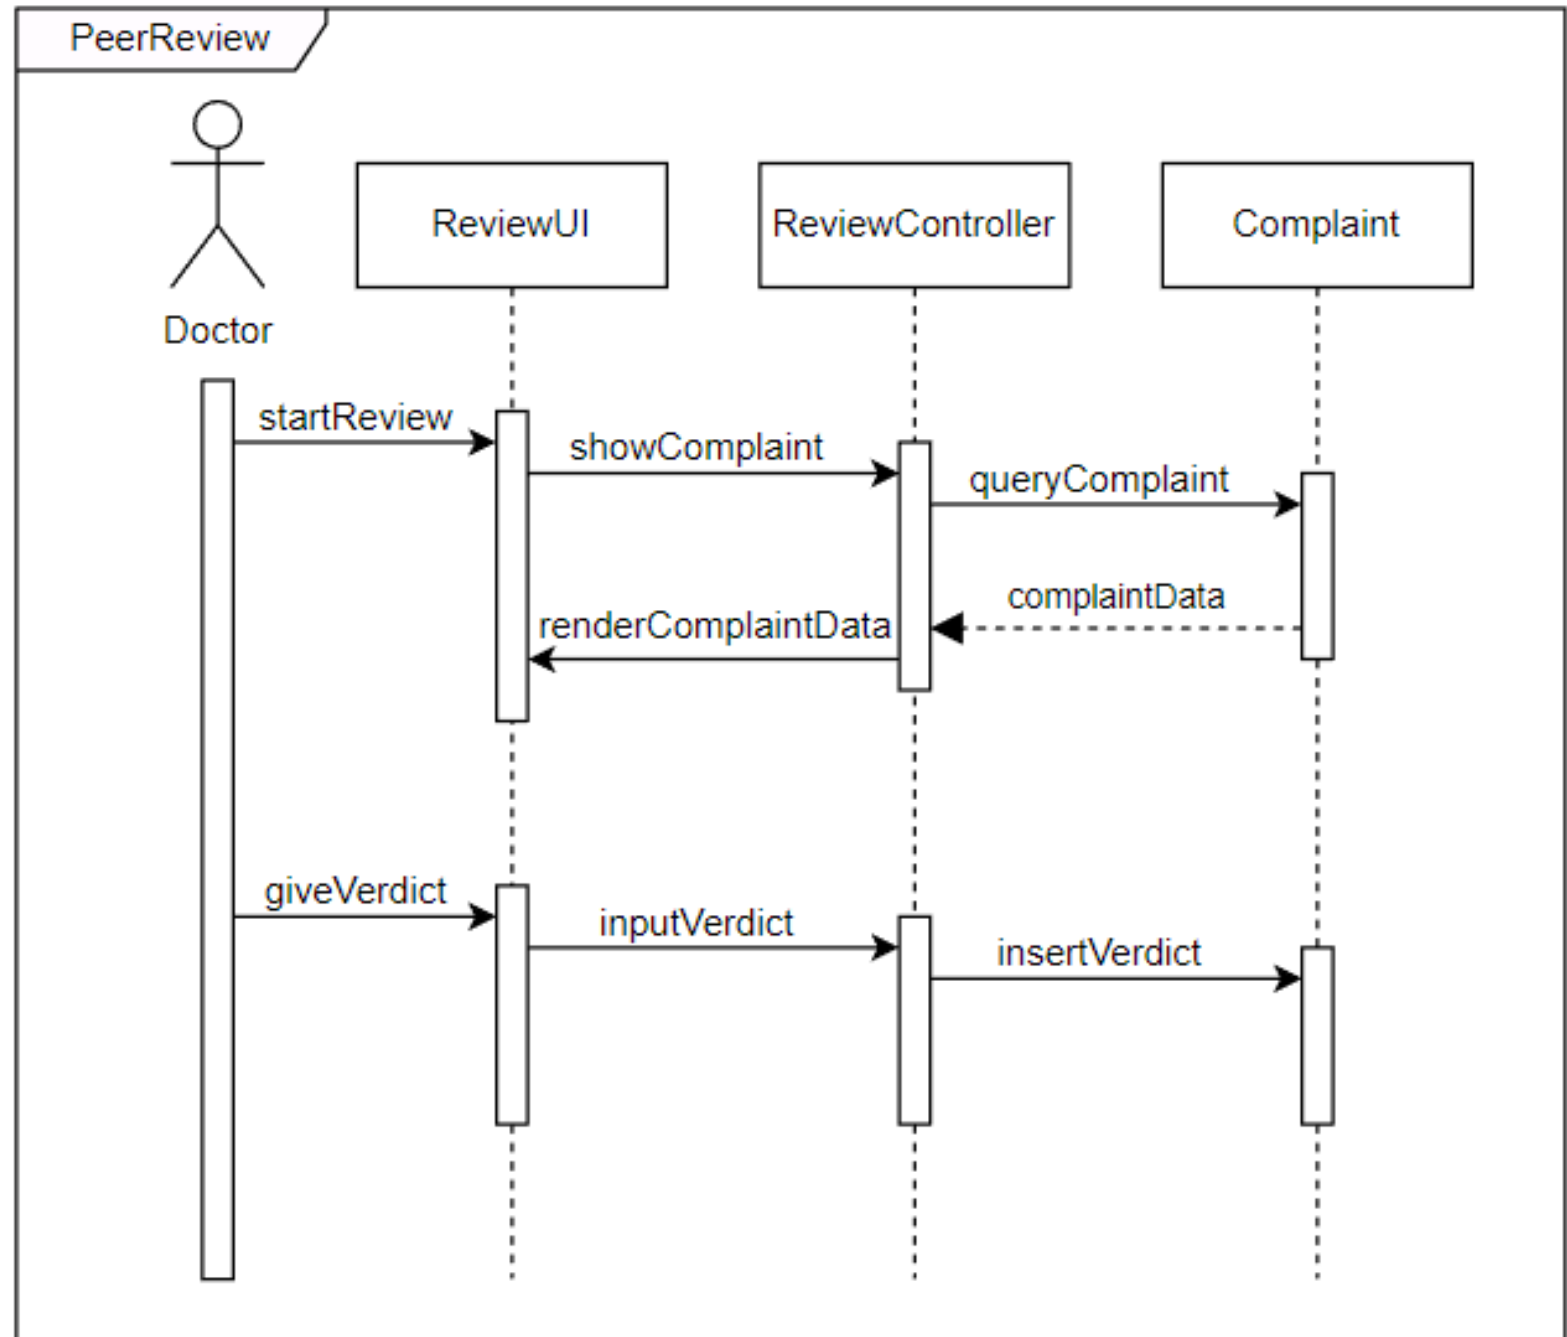 PeerReview
ReviewUI
ReviewController
Complaint
Doctor
startReview
showComplaint
queryComplaint
complaintData
renderComplaintData
giveVerdict
inputVerdict
insertVerdict